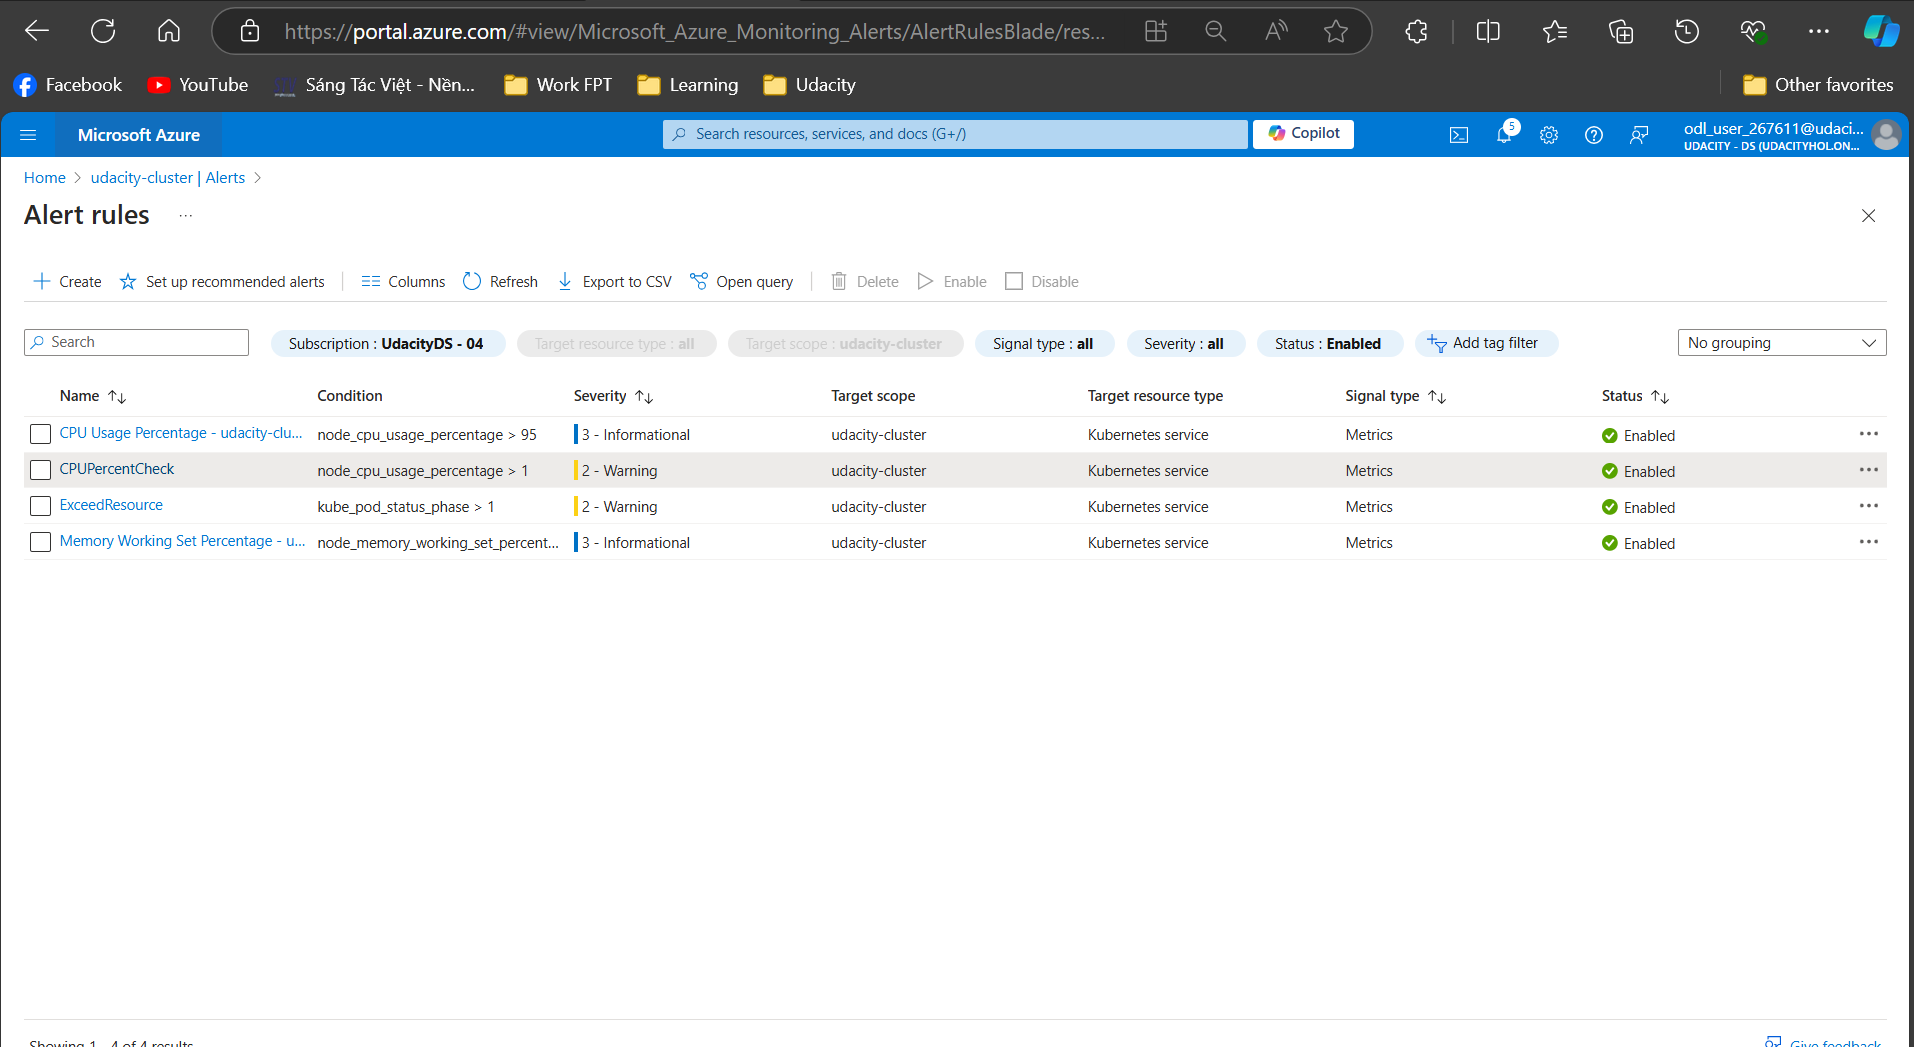 https://portal.azure.com/#view/Microsoft_Azure_Monitoring_Alerts/AlertRulesBlade/res...
Facebook YouTube Sáng Tác Việt - Nền... Work FPT Learning Udacity Other favorites
Microsoft Azure Search resources, services, and docs (G+/) Copilot 5 odl_user_267611@udaci...
UDACITY - DS (UDACITYHOL.ON...
Home > udacity-cluster | Alerts >
Alert rules ...
Create Set up recommended alerts Columns Refresh Export to CSV Open query Delete Enable Disable
Search Subscription : UdacityDS - 04 Target resource type : all Target scope : udacity-cluster Signal type : all Severity : all Status : Enabled Add tag filter No grouping
Name Condition Severity Target scope Target resource type Signal type Status
CPU Usage Percentage - udacity-clu... node_cpu_usage_percentage > 95 3 - Informational udacity-cluster Kubernetes service Metrics Enabled
CPUPercentCheck node_cpu_usage_percentage > 1 2 - Warning udacity-cluster Kubernetes service Metrics Enabled
ExceedResource kube_pod_status_phase > 1 2 - Warning udacity-cluster Kubernetes service Metrics Enabled
Memory Working Set Percentage - u... node_memory_working_set_percent... 3 - Informational udacity-cluster Kubernetes service Metrics Enabled
Showing 1 - 4 of 4 results. Give feedback